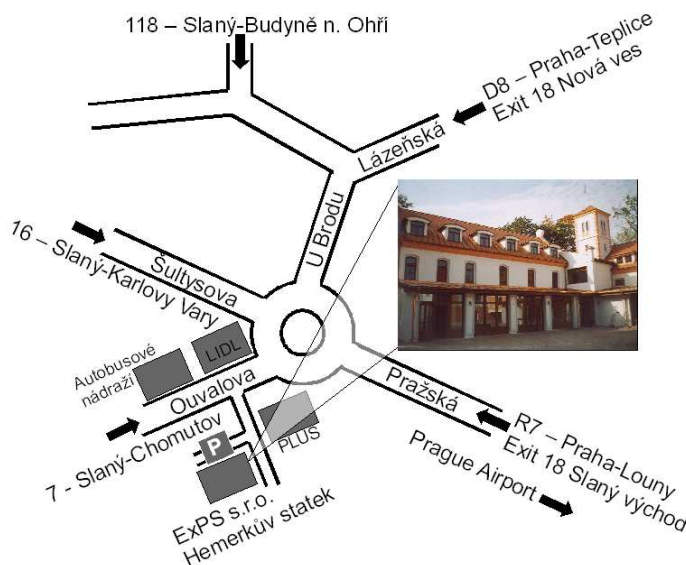 118 – Slaný-Budyně n. Ohří
D8 – Praha-Teplice
Exit 18 Nová ves
Lázeňská
U Brodu
16 – Slaný-Karlovy Vary
Šultysova
LIDL
Autobusové
nádraží
Ouvalova
Pražská
7 - Slaný-Chomutov
P
PLUS
R7 – Praha-Louny
Exit 18 Slaný východ
Prague Airport
ExPS s.r.o.
Hemerkův statek